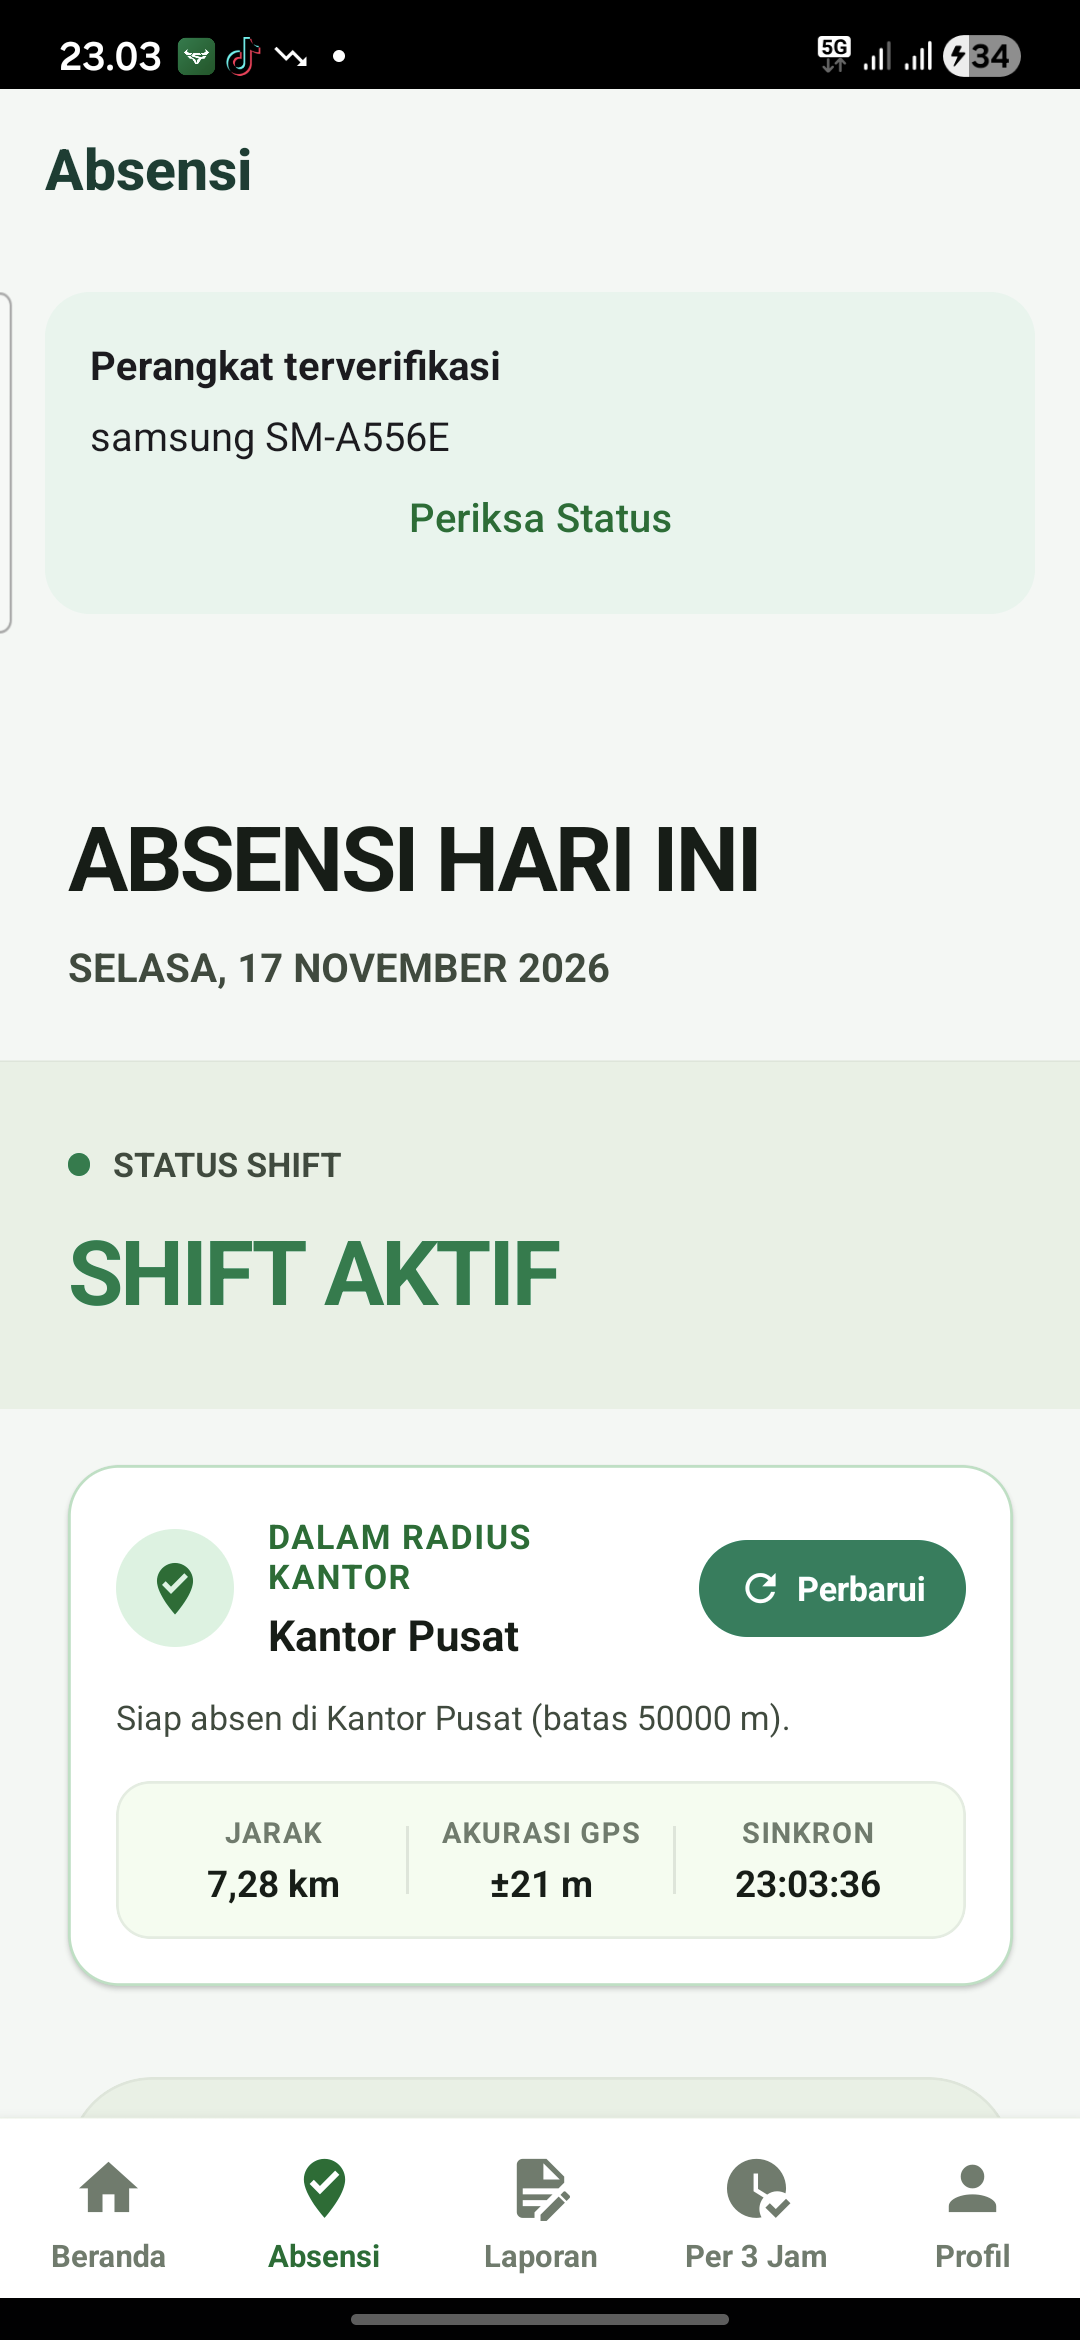 23.03
5G
34
Absensi
Perangkat terverifikasi
samsung SM-A556E
Periksa Status
ABSENSI HARI INI
SELASA, 17 NOVEMBER 2026
STATUS SHIFT
SHIFT AKTIF
DALAM RADIUS
KANTOR
Kantor Pusat
Perbarui
Siap absen di Kantor Pusat (batas 50000 m).
JARAK AKURASI GPS SINKRON
7,28 km ±21 m 23:03:36
Beranda Absensi Laporan Per 3 Jam Profil